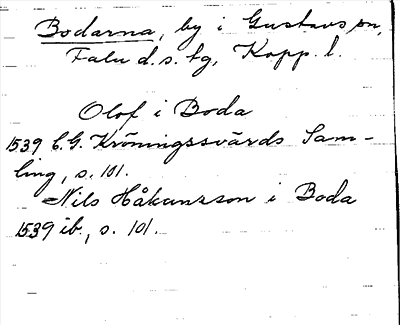 Bodarna, by i Gustavs sn,
Falu d. s. tg, Kopp. l.
Olof i Boda
1539 C. G. Kröningssvärds Sam-
ling, s. 101.
Nils Håkansson i Boda
1539 ib., s. 101.